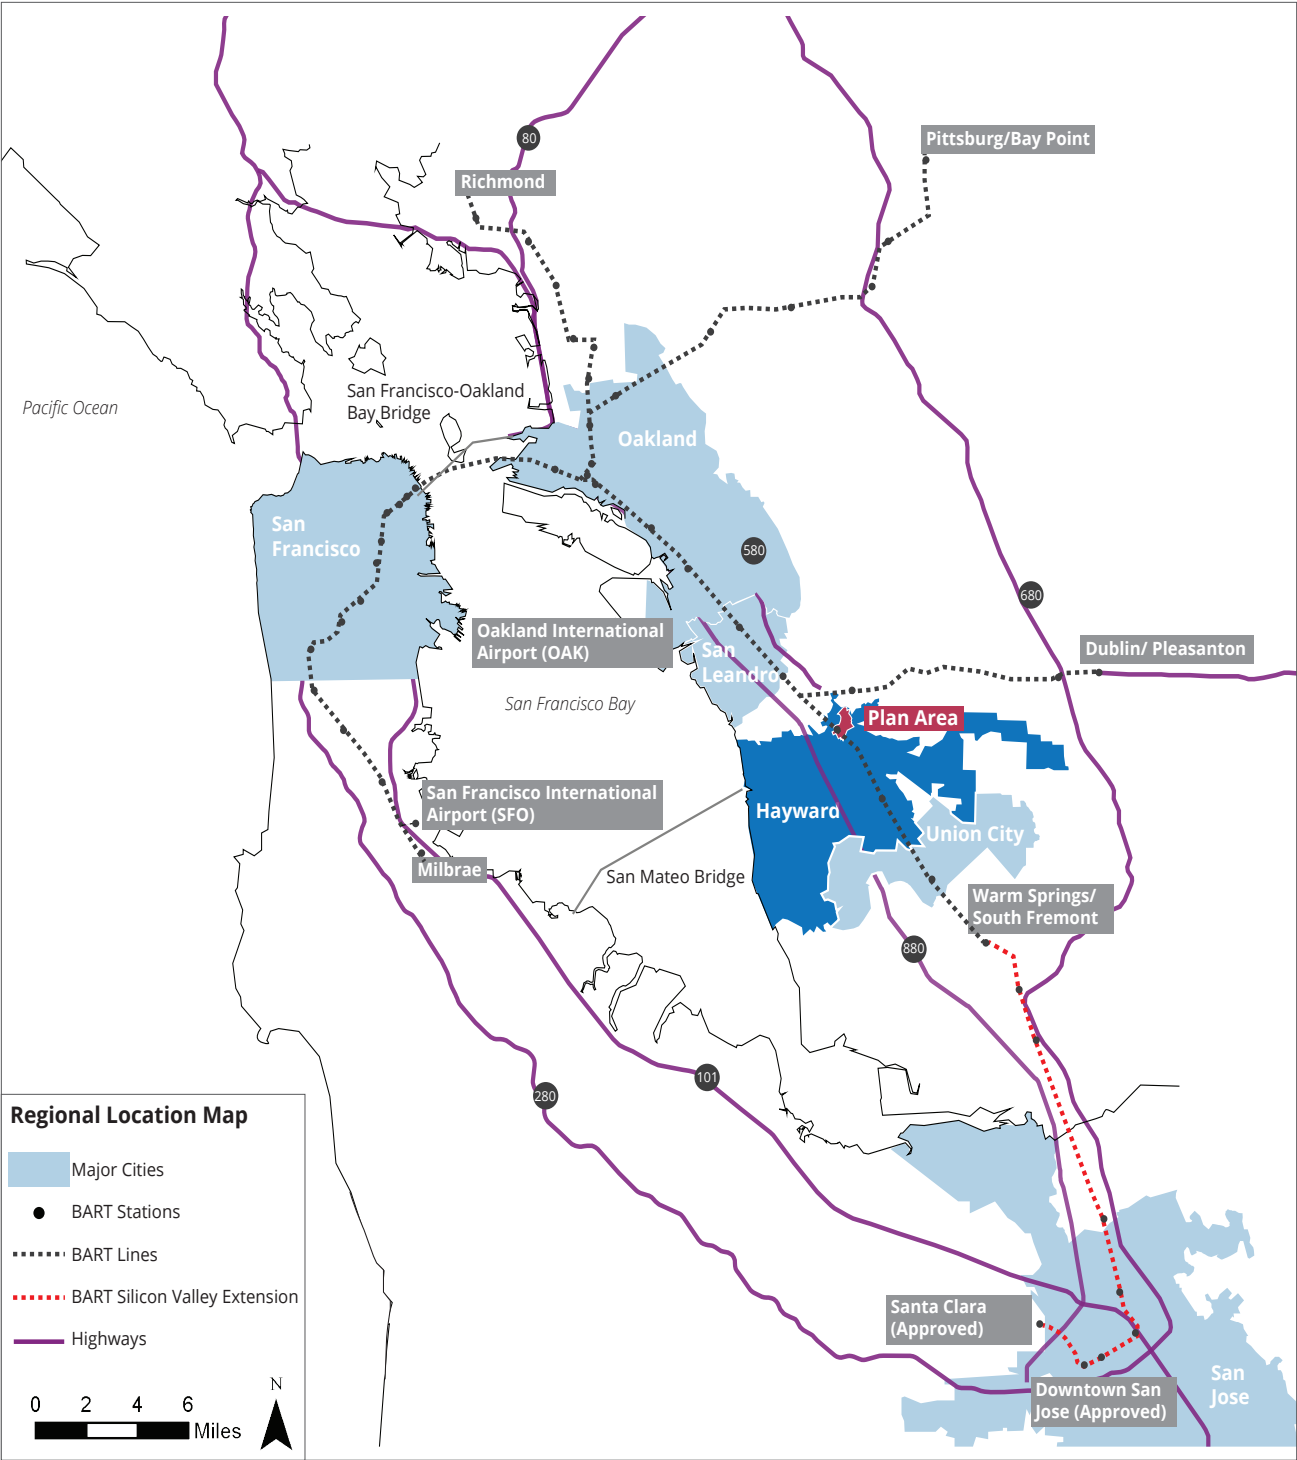 80
Pittsburg/Bay Point
Richmond
San Francisco-Oakland
Bay Bridge
Pacific Ocean
Oakland
San
Francisco
580
680
Oakland International
Airport (OAK)
San
Leandro
Dublin/ Pleasanton
San Francisco Bay
Plan Area
San Francisco International
Airport (SFO)
Hayward
Union City
Milbrae
San Mateo Bridge
Warm Springs/
South Fremont
880
101
280
Regional Location Map
Major Cities
BART Stations
BART Lines
BART Silicon Valley Extension
Highways
N
0 2 4 6
Miles
Santa Clara
(Approved)
Downtown San
Jose (Approved)
San
Jose